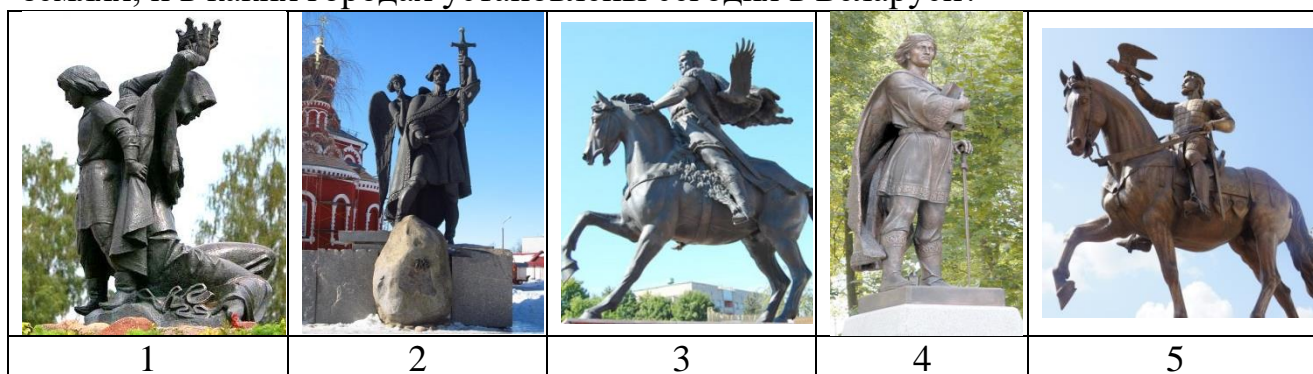 земли, и в каких городах установлены сегодня в Беларуси?
1 2 3 4 5